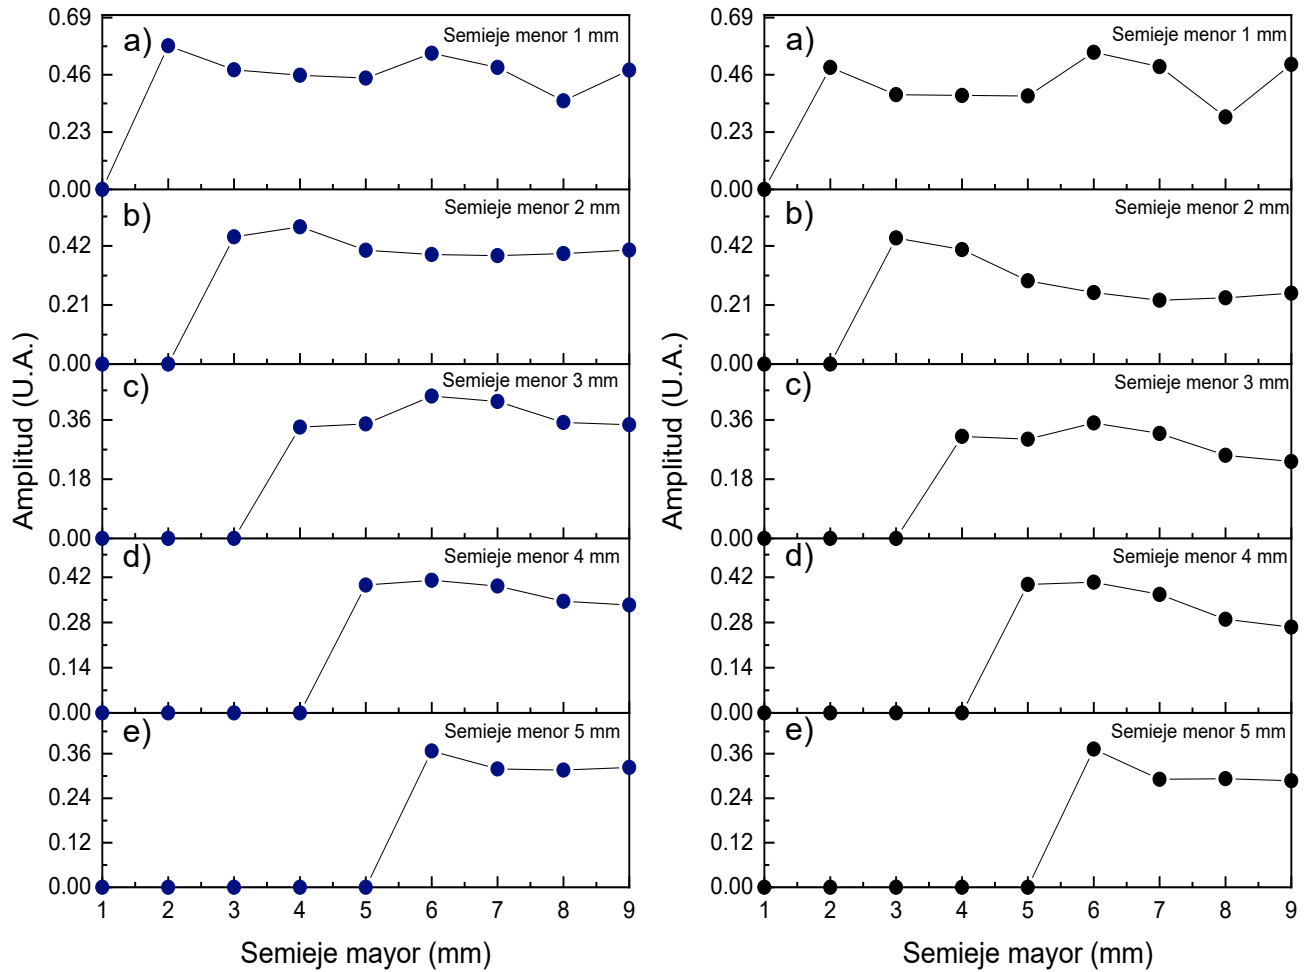 a)
Semieje menor 1 mm
0.69
0.46
0.23
0.00
b)
Semieje menor 2 mm
0.42
0.21
0.00
c)
Semieje menor 3 mm
0.36
0.18
0.00
d)
Semieje menor 4 mm
0.42
0.28
0.14
0.00
e)
Semieje menor 5 mm
0.36
0.24
0.12
0.00
1 2 3 4 5 6 7 8 9
Amplitud (U.A.)
Semieje mayor (mm)
a)
Semieje menor 1 mm
0.69
0.46
0.23
0.00
b)
Semieje menor 2 mm
0.42
0.21
0.00
c)
Semieje menor 3 mm
0.36
0.18
0.00
d)
Semieje menor 4 mm
0.42
0.28
0.14
0.00
e)
Semieje menor 5 mm
0.36
0.24
0.12
0.00
1 2 3 4 5 6 7 8 9
Amplitud (U.A.)
Semieje mayor (mm)